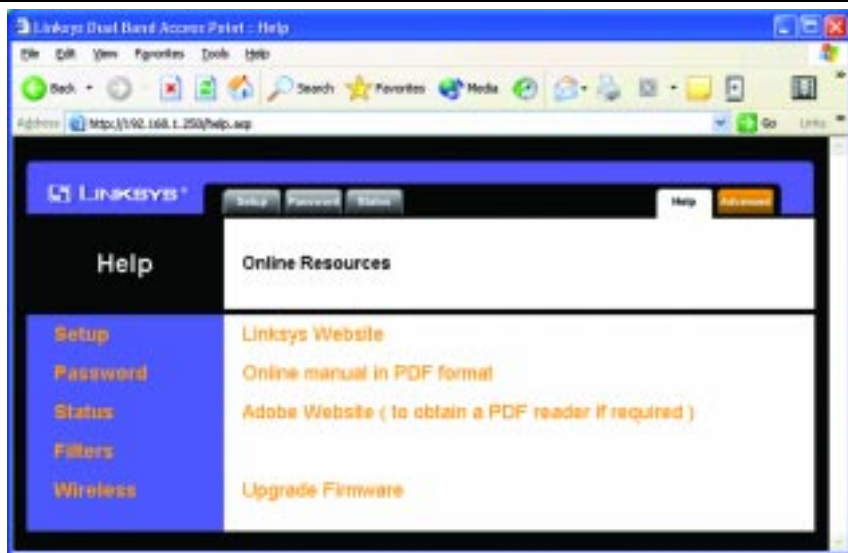 Linksys Dual Band Access Point : Help
File Edit View Favorites Tools Help
Back Search Favorites Media
Address http://192.168.1.250/help.asp Go Links
LINKSYS®
Setup Password Status Help Advanced
Help
Online Resources
Setup Linksys Website
Password Online manual in PDF format
Status Adobe Website ( to obtain a PDF reader if required )
Filters
Wireless Upgrade Firmware